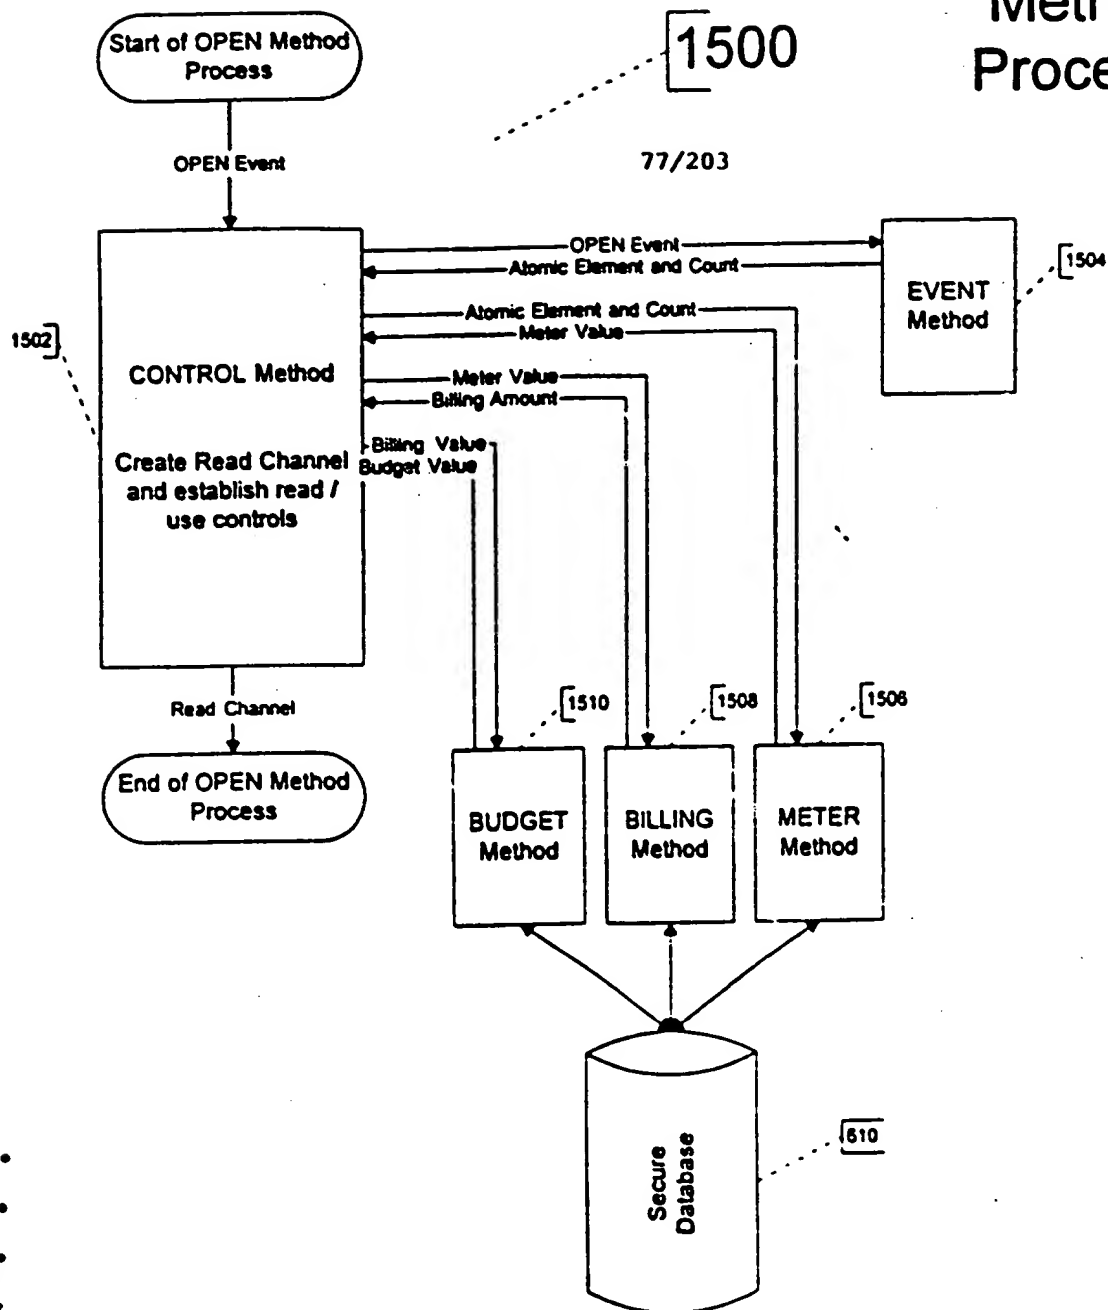 Start of OPEN Method
Process
1500
Proce
77/203
OPEN Event
OPEN Event
Atomic Element and Count
EVENT
Method
1504
Atomic Element and Count
Meter Value
1502
CONTROL Method
Meter Value
Billing Amount
Billing Value
Budget Value
Create Read Channel
and establish read /
use controls
Read Channel
1510
1508
1506
End of OPEN Method
Process
BUDGET
Method
BILLING
Method
METER
Method
Secure
Database
610